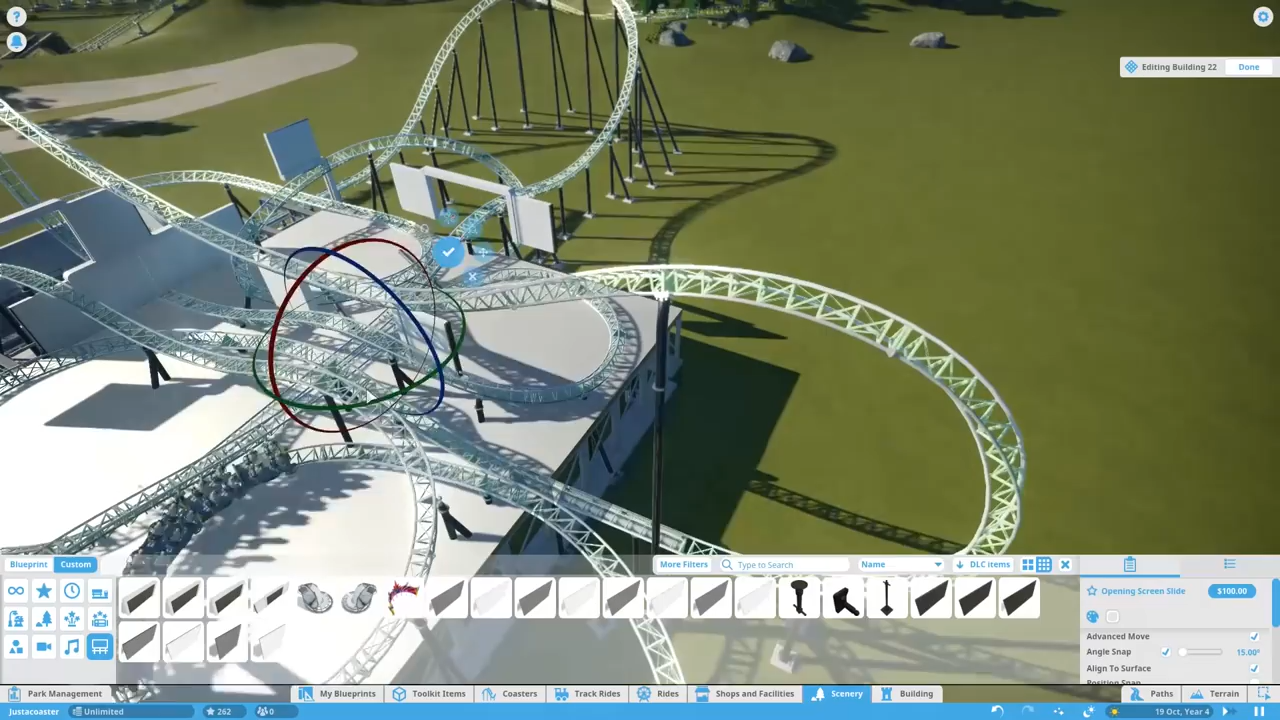 ?
Editing Building 22 Done
Blueprint Custom More Filters Type to Search Name DLC items
Opening Screen Slide $100.00
Advanced Move
Angle Snap 15.00°
Align To Surface
Position Snap
Park Management My Blueprints Toolkit Items Coasters Track Rides Rides Shops and Facilities Scenery Building Paths Terrain
Justacoaster Unlimited 262 0 19 Oct, Year 4